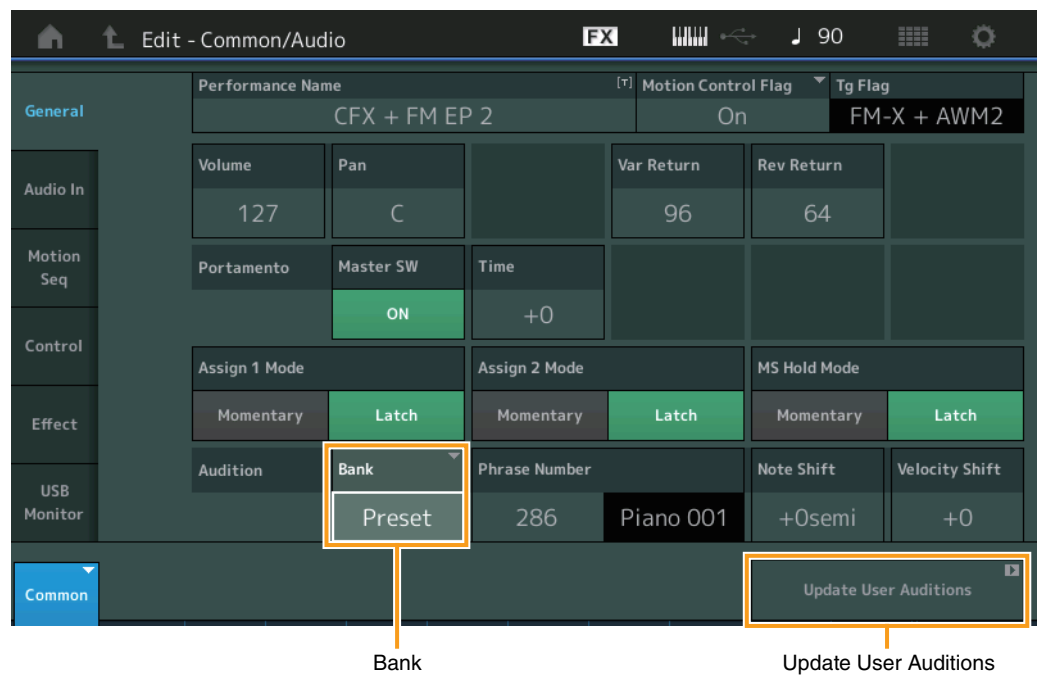 Edit - Common/Audio FX 90
Performance Name [T] Motion Control Flag Tg Flag
General
CFX + FM EP 2 On FM-X + AWM2
Volume Pan Var Return Rev Return
Audio In
127 C 96 64
Motion
Seq
Portamento Master SW Time
ON +0
Control
Assign 1 Mode Assign 2 Mode MS Hold Mode
Effect
Momentary Latch Momentary Latch Momentary Latch
Audition Bank Phrase Number Note Shift Velocity Shift
USB
Monitor
Preset 286 Piano 001 +0semi +0
Common
Update User Auditions
Bank Update User Auditions